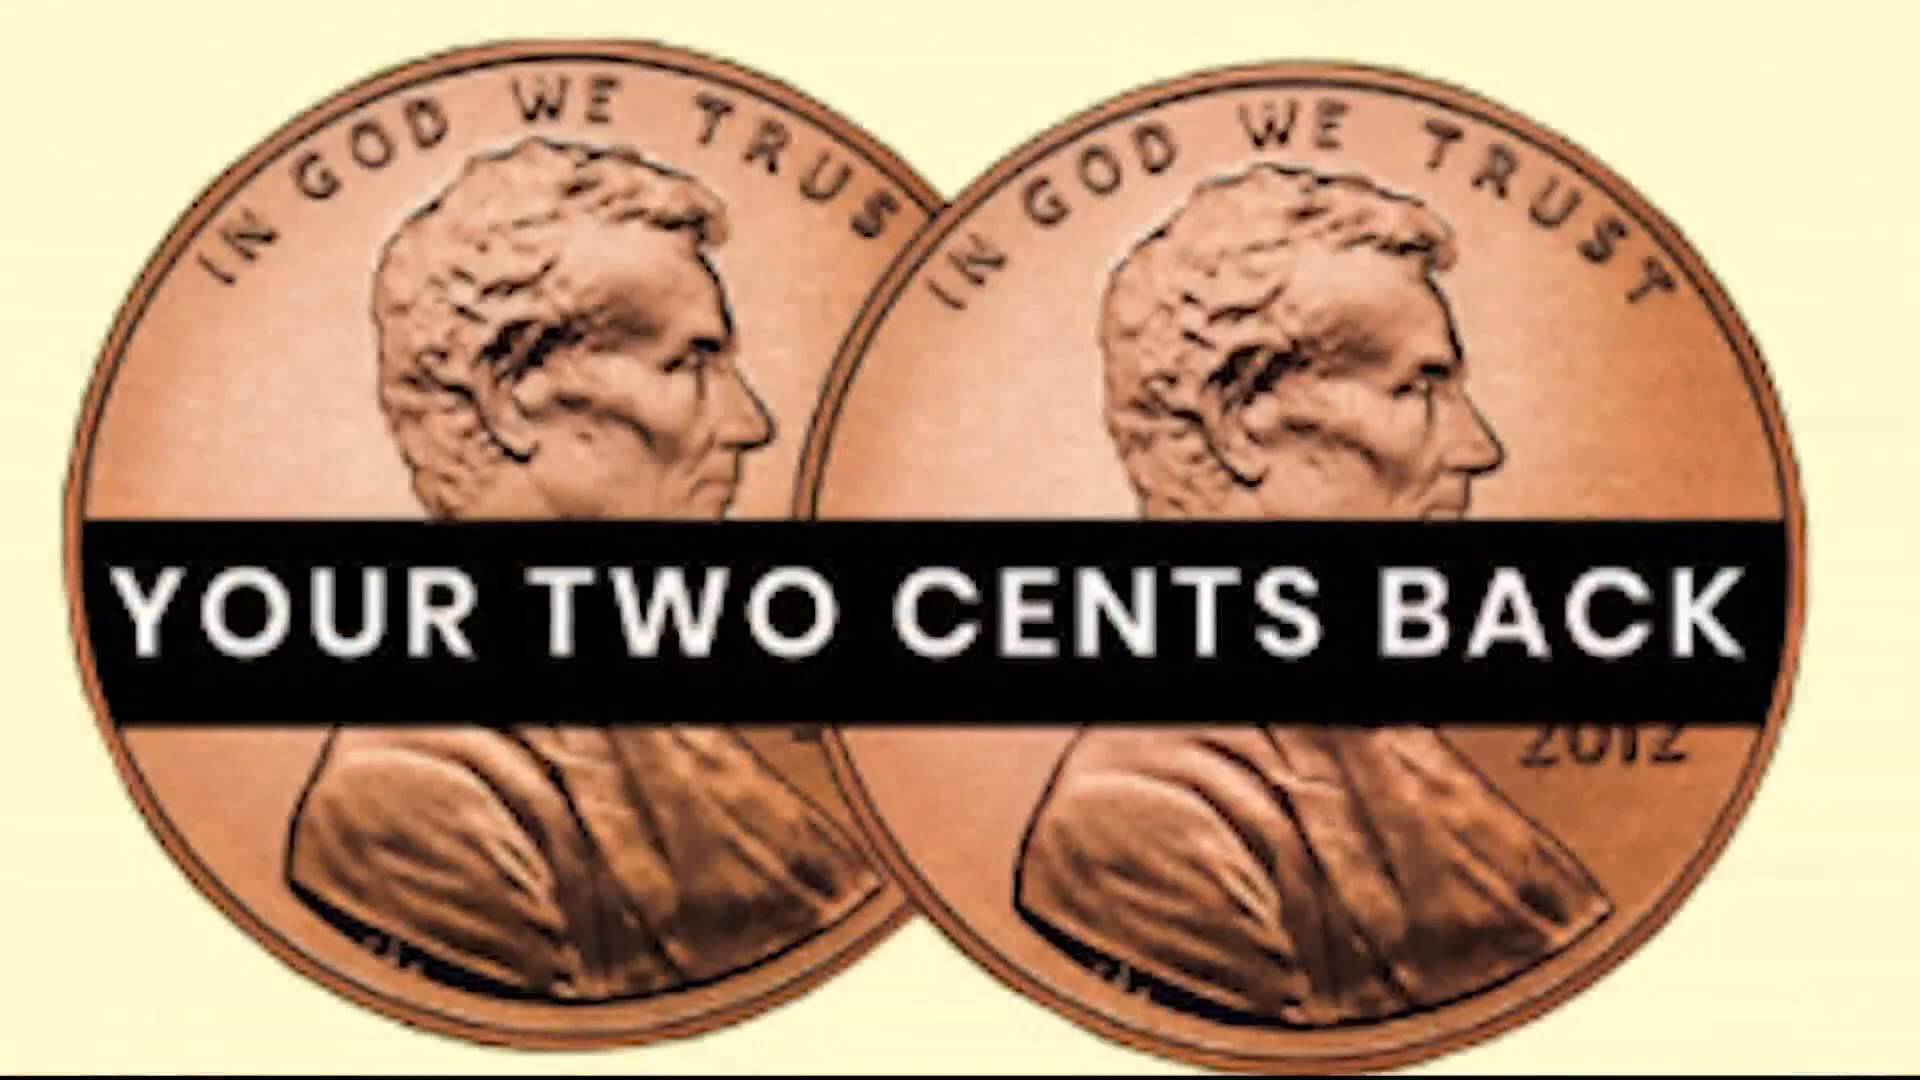 IN GOD WE TRUS
IN GOD WE TRUST
YOUR TWO CENTS BACK
2012